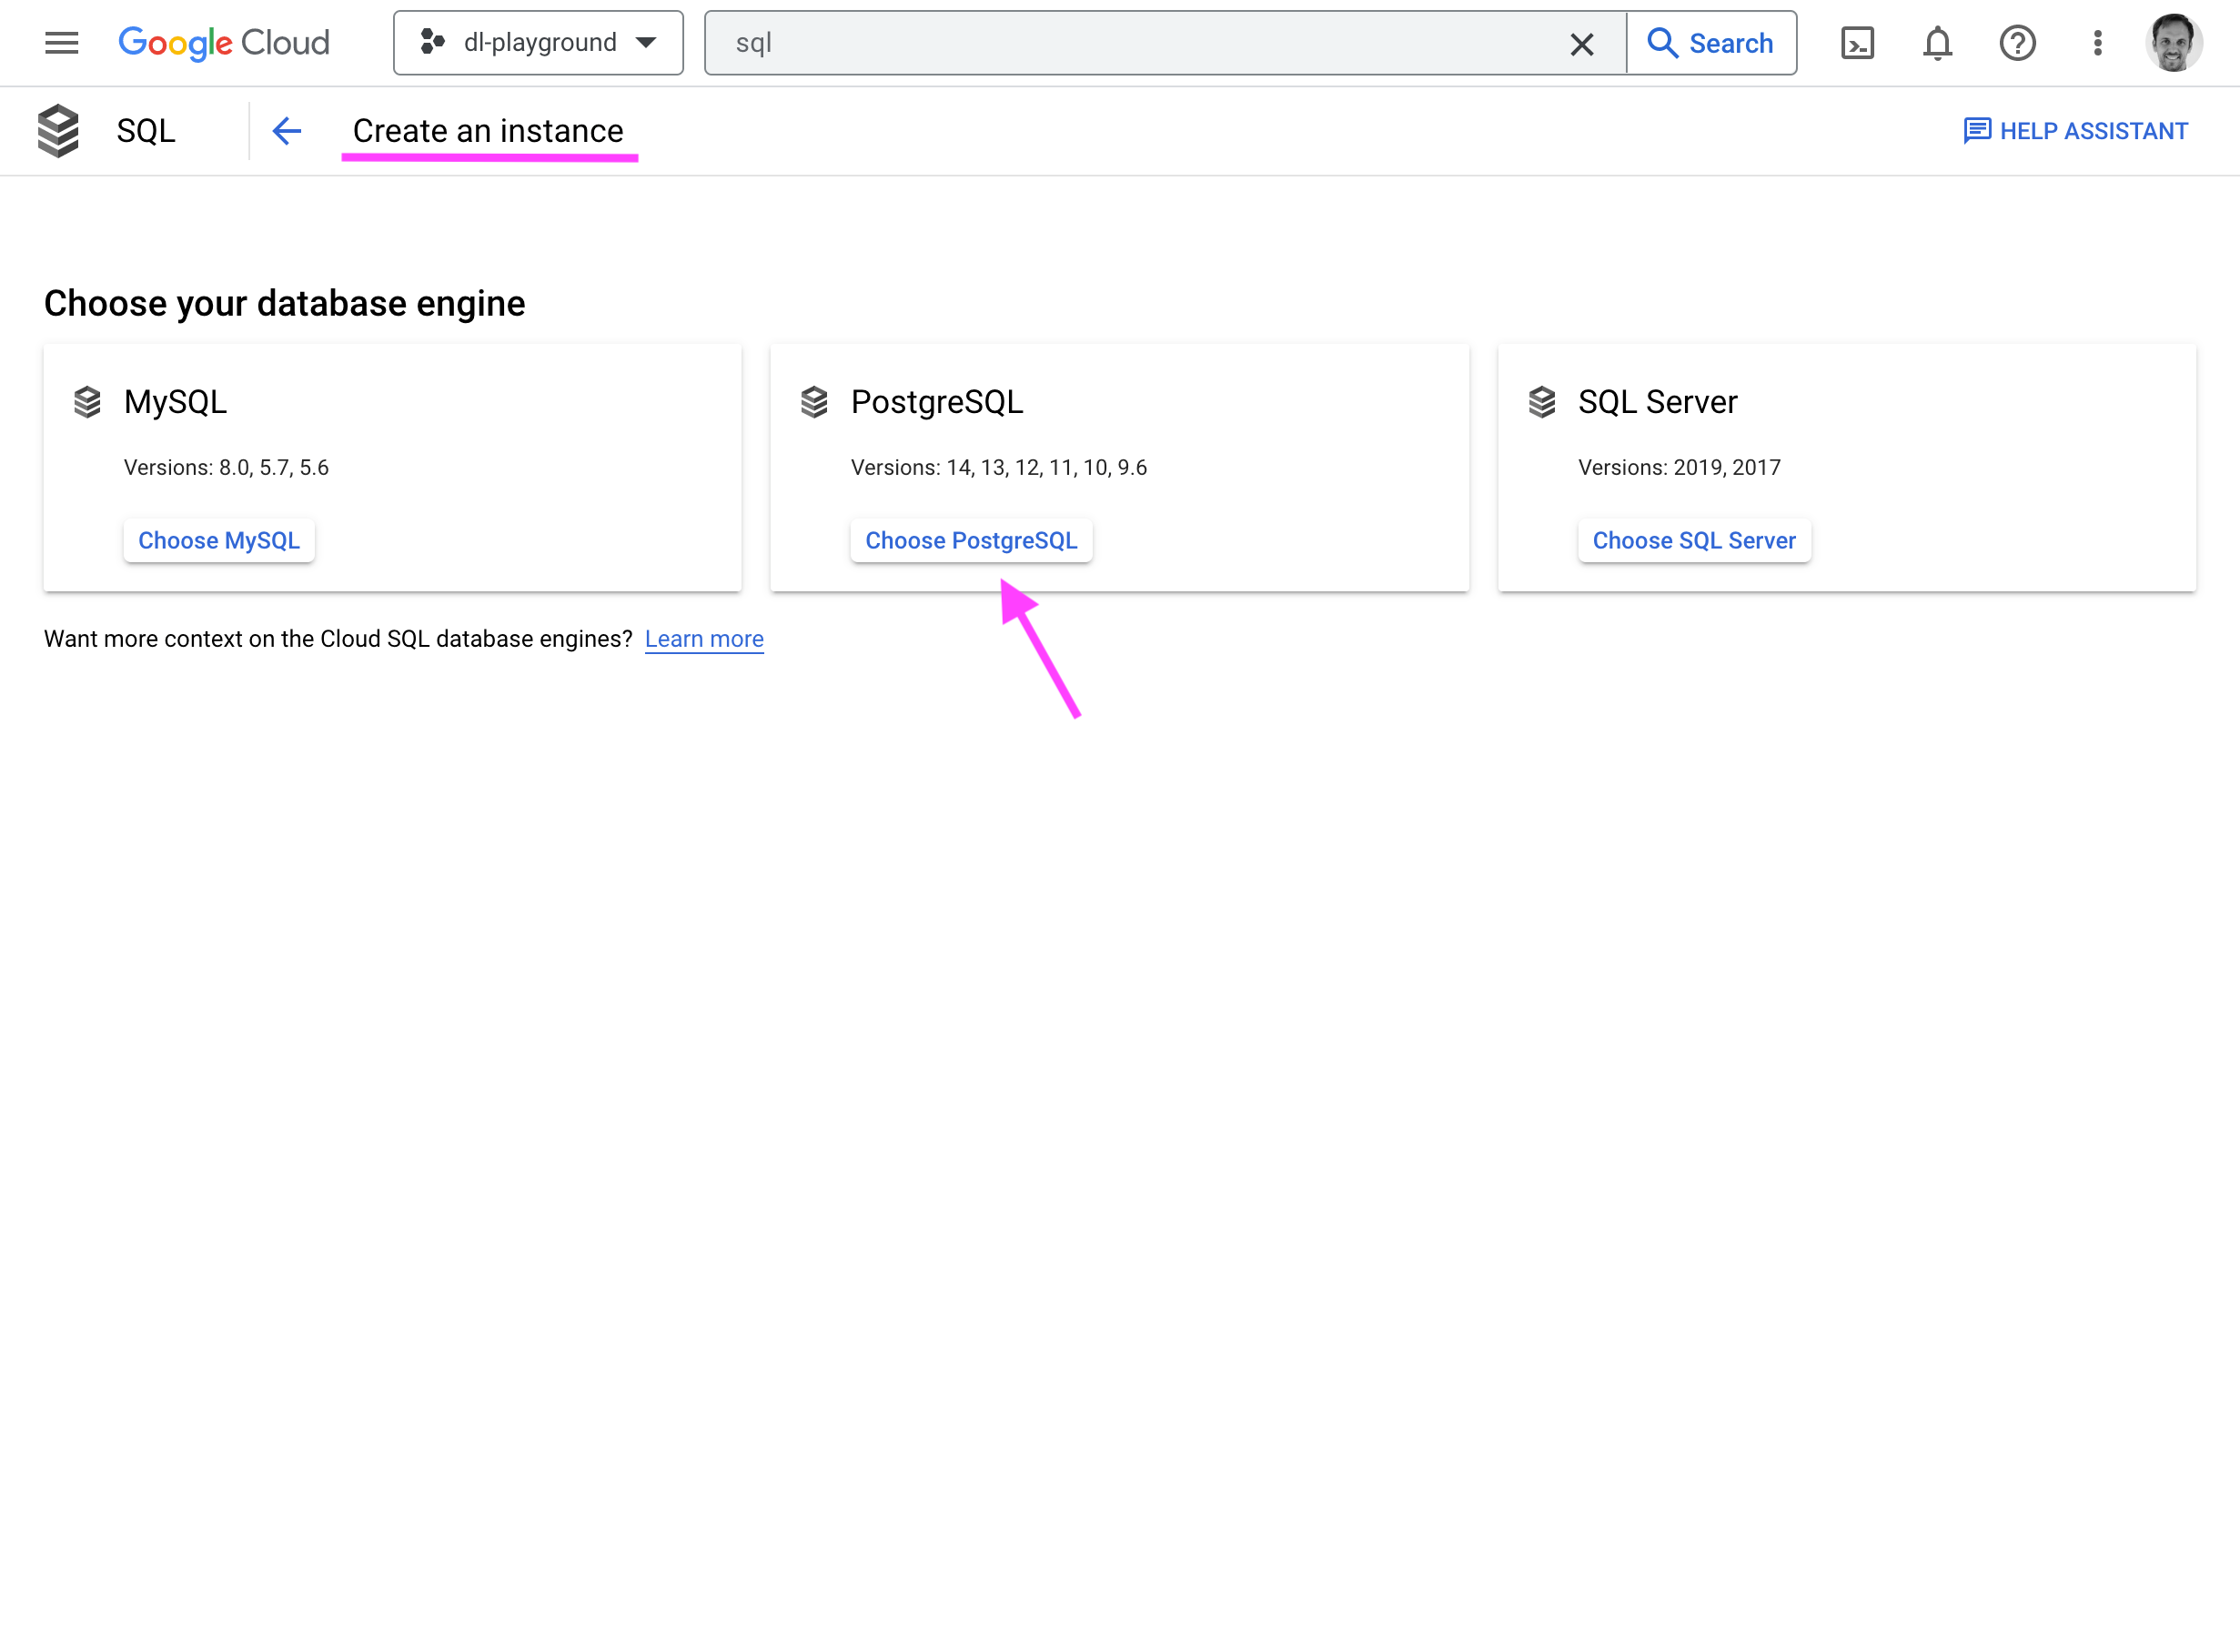 Google Cloud
dl-playground
sql
Search
SQL
Create an instance
HELP ASSISTANT
Choose your database engine
MySQL
Versions: 8.0, 5.7, 5.6
Choose MySQL
PostgreSQL
Versions: 14, 13, 12, 11, 10, 9.6
Choose PostgreSQL
SQL Server
Versions: 2019, 2017
Choose SQL Server
Want more context on the Cloud SQL database engines? Learn more